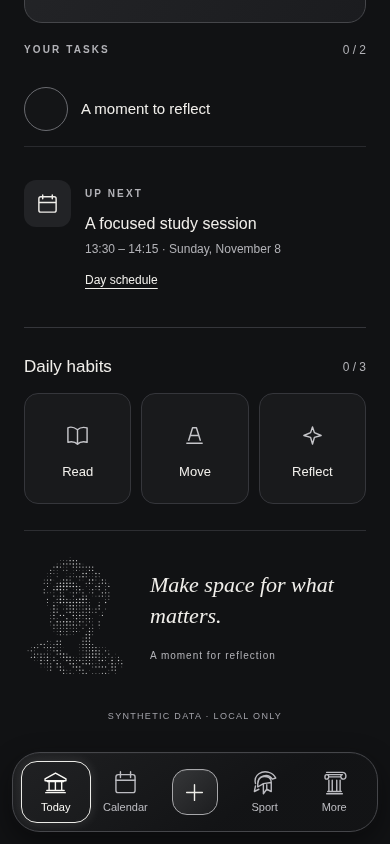 YOUR TASKS
0 / 2
A moment to reflect
UP NEXT
A focused study session
13:30 – 14:15 · Sunday, November 8
Day schedule
Daily habits
0 / 3
Read
Move
Reflect
Make space for what
matters.
A moment for reflection
SYNTHETIC DATA · LOCAL ONLY
Today
Calendar
Sport
More